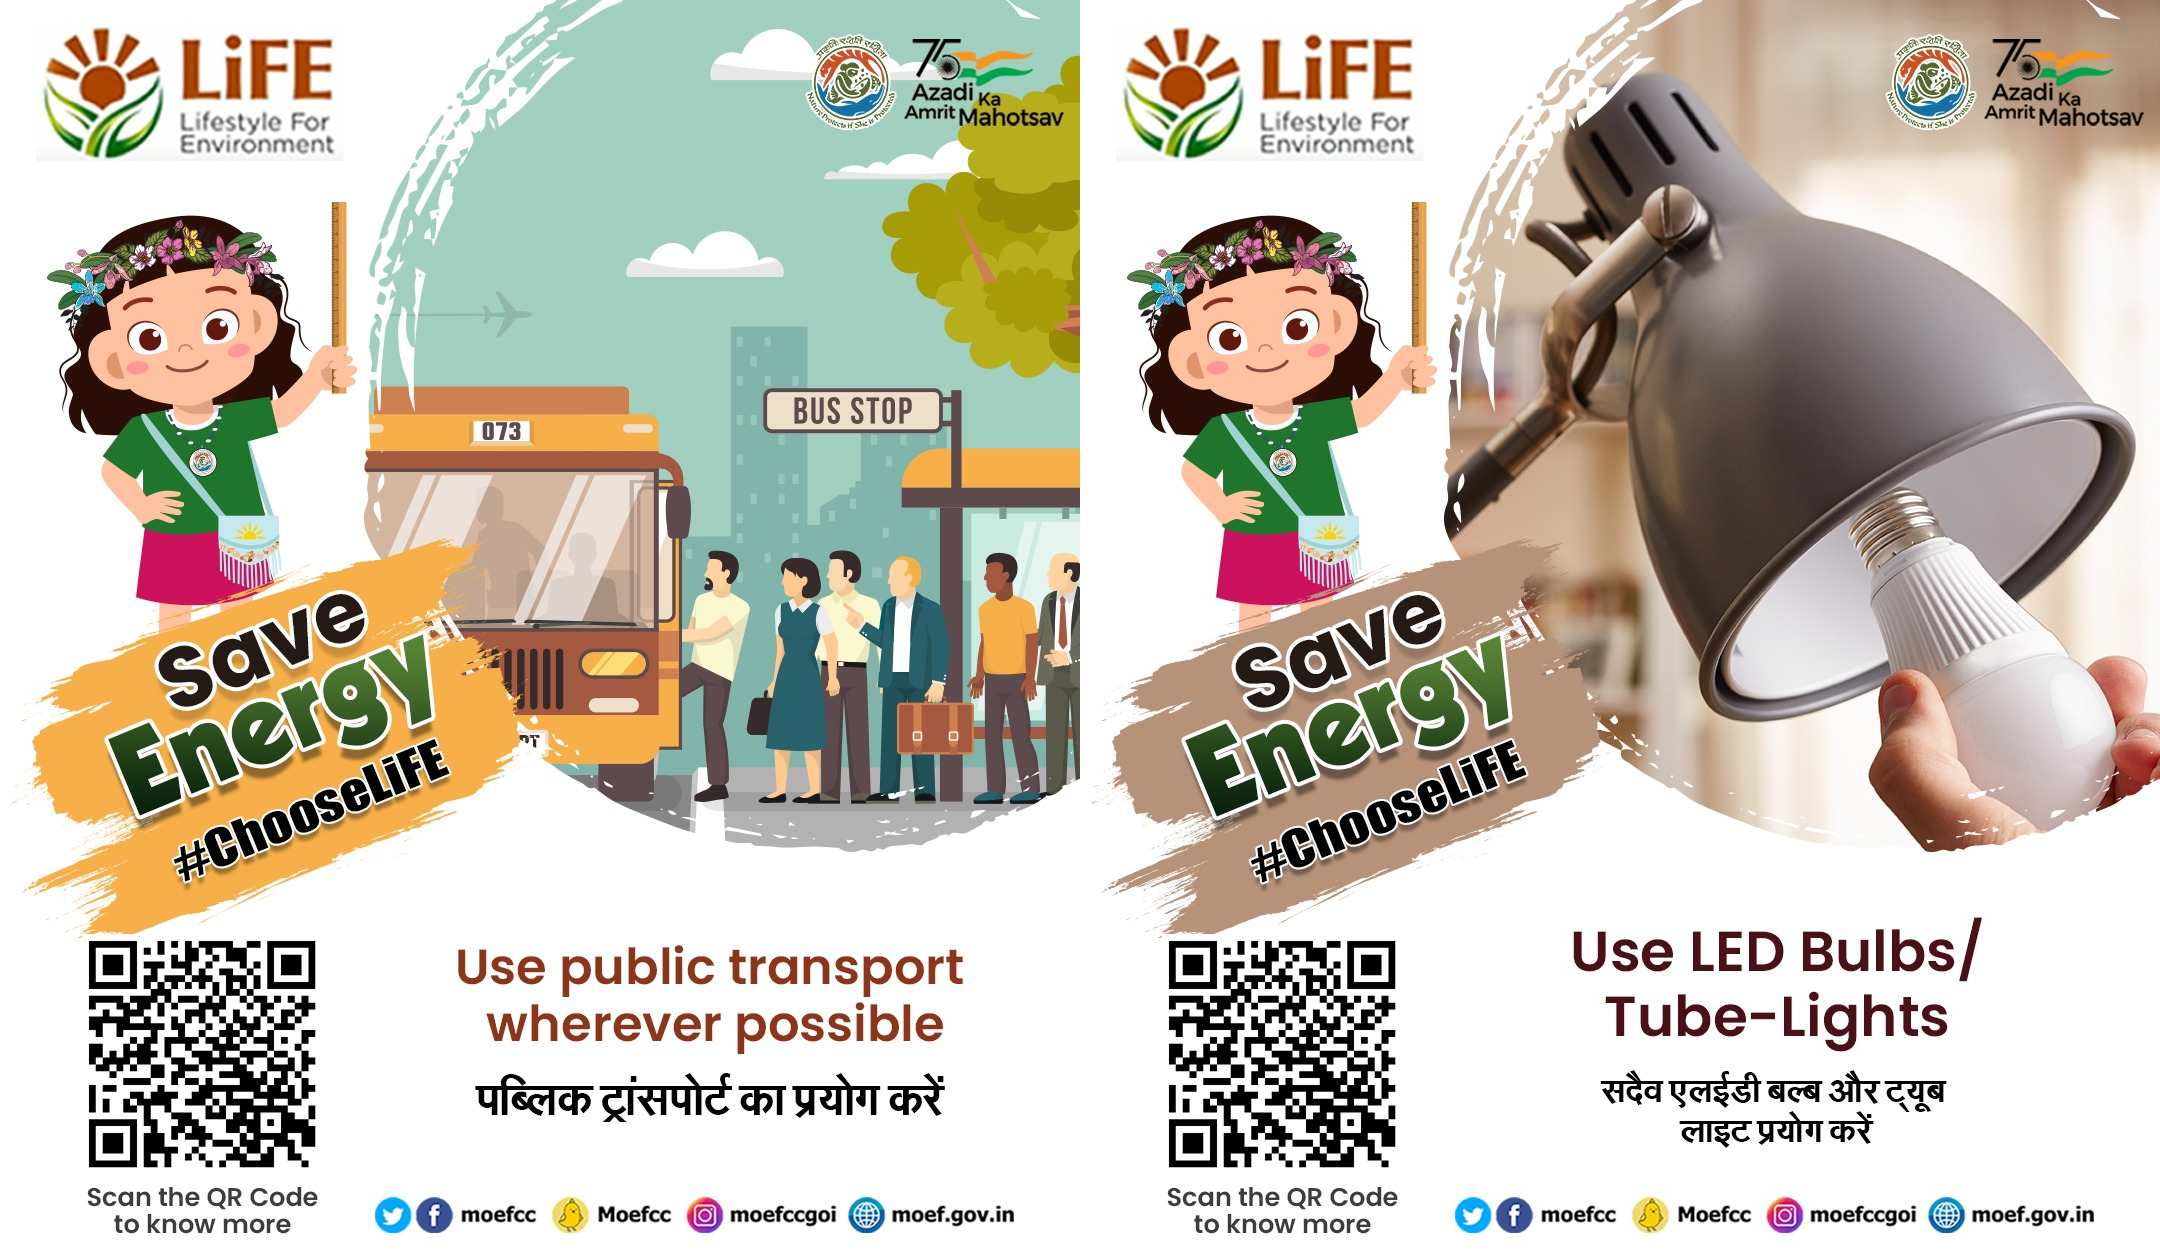 LiFE
Lifestyle For
Environment
75
Azadi Ka
Amrit Mahotsav
073
BUS STOP
Save
Energy
#ChooseLiFE
Use public transport
wherever possible
पब्लिक ट्रांसपोर्ट का प्रयोग करें
Scan the QR Code
to know more
moefcc Moefcc moefccgoi moef.gov.in
LiFE
Lifestyle For
Environment
75
Azadi Ka
Amrit Mahotsav
Save
Energy
#ChooseLiFE
Use LED Bulbs/
Tube-Lights
सदैव एलईडी बल्ब और ट्यूब
लाइट प्रयोग करें
Scan the QR Code
to know more
moefcc Moefcc moefccgoi moef.gov.in